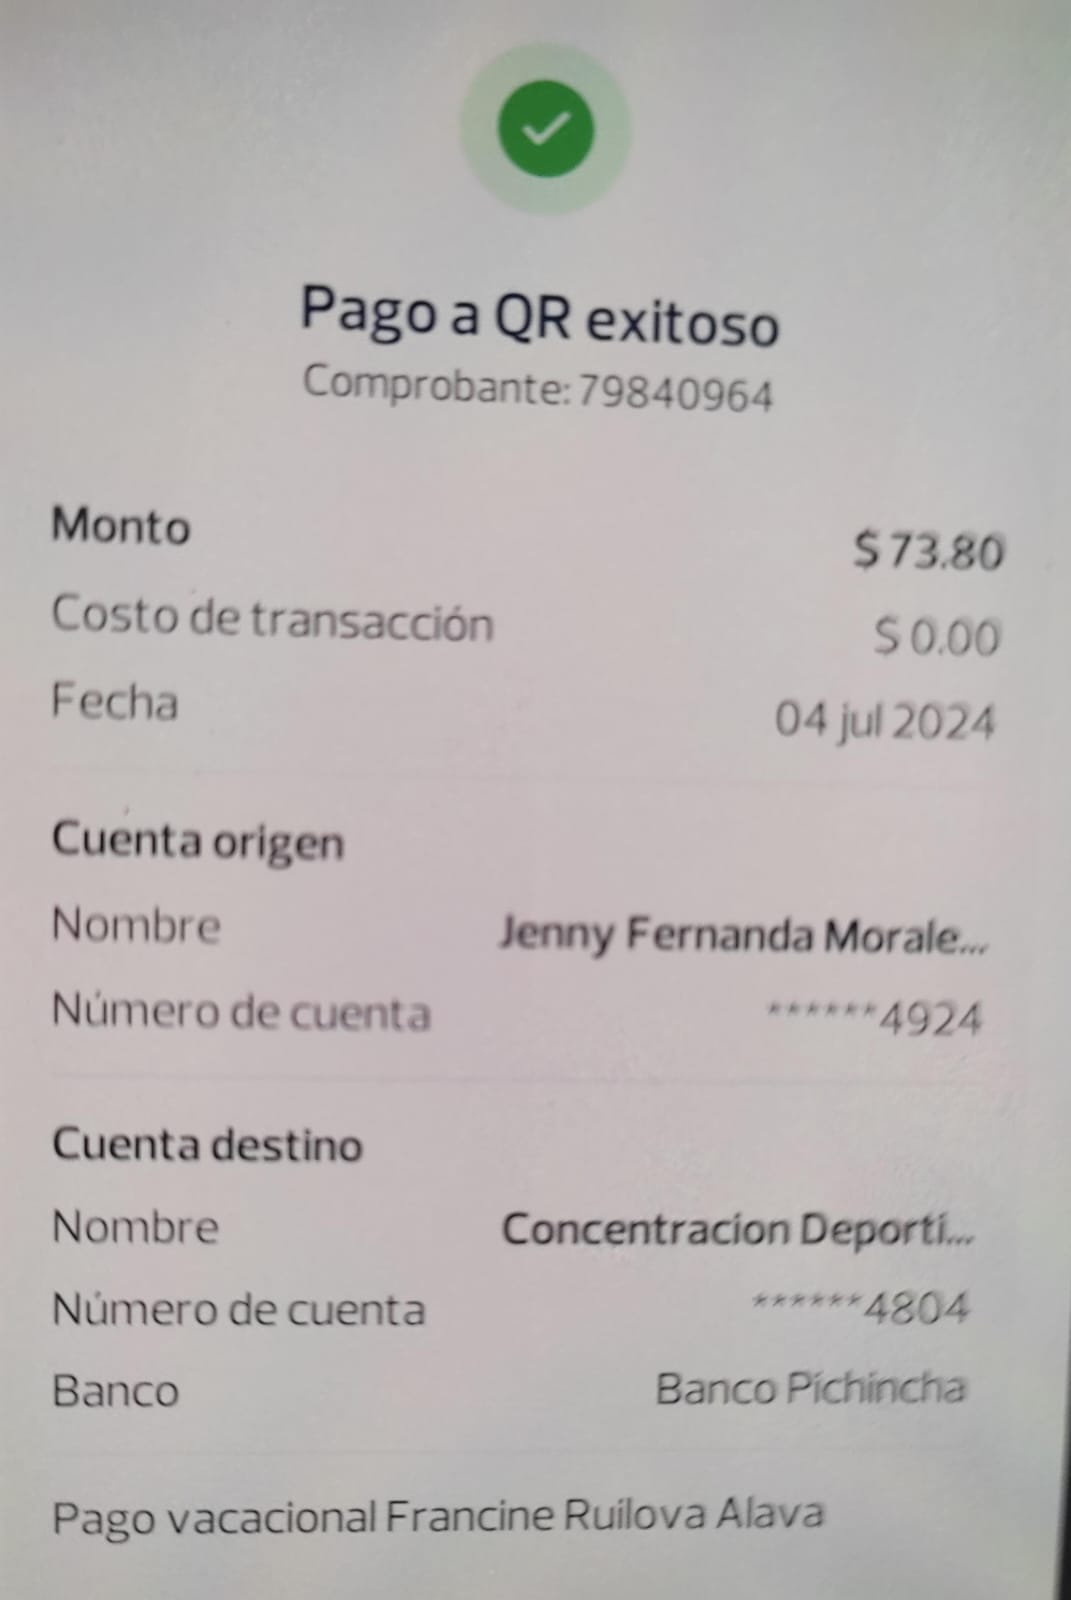 Pago a QR exitoso
Comprobante: 79840964
Monto $ 73.80
Costo de transacción $ 0.00
Fecha 04 jul 2024
Cuenta origen
Nombre Jenny Fernanda Morale...
Número de cuenta ******4924
Cuenta destino
Nombre Concentracion Deporti...
Número de cuenta ******4804
Banco Banco Pichincha
Pago vacacional Francine Ruilova Alava